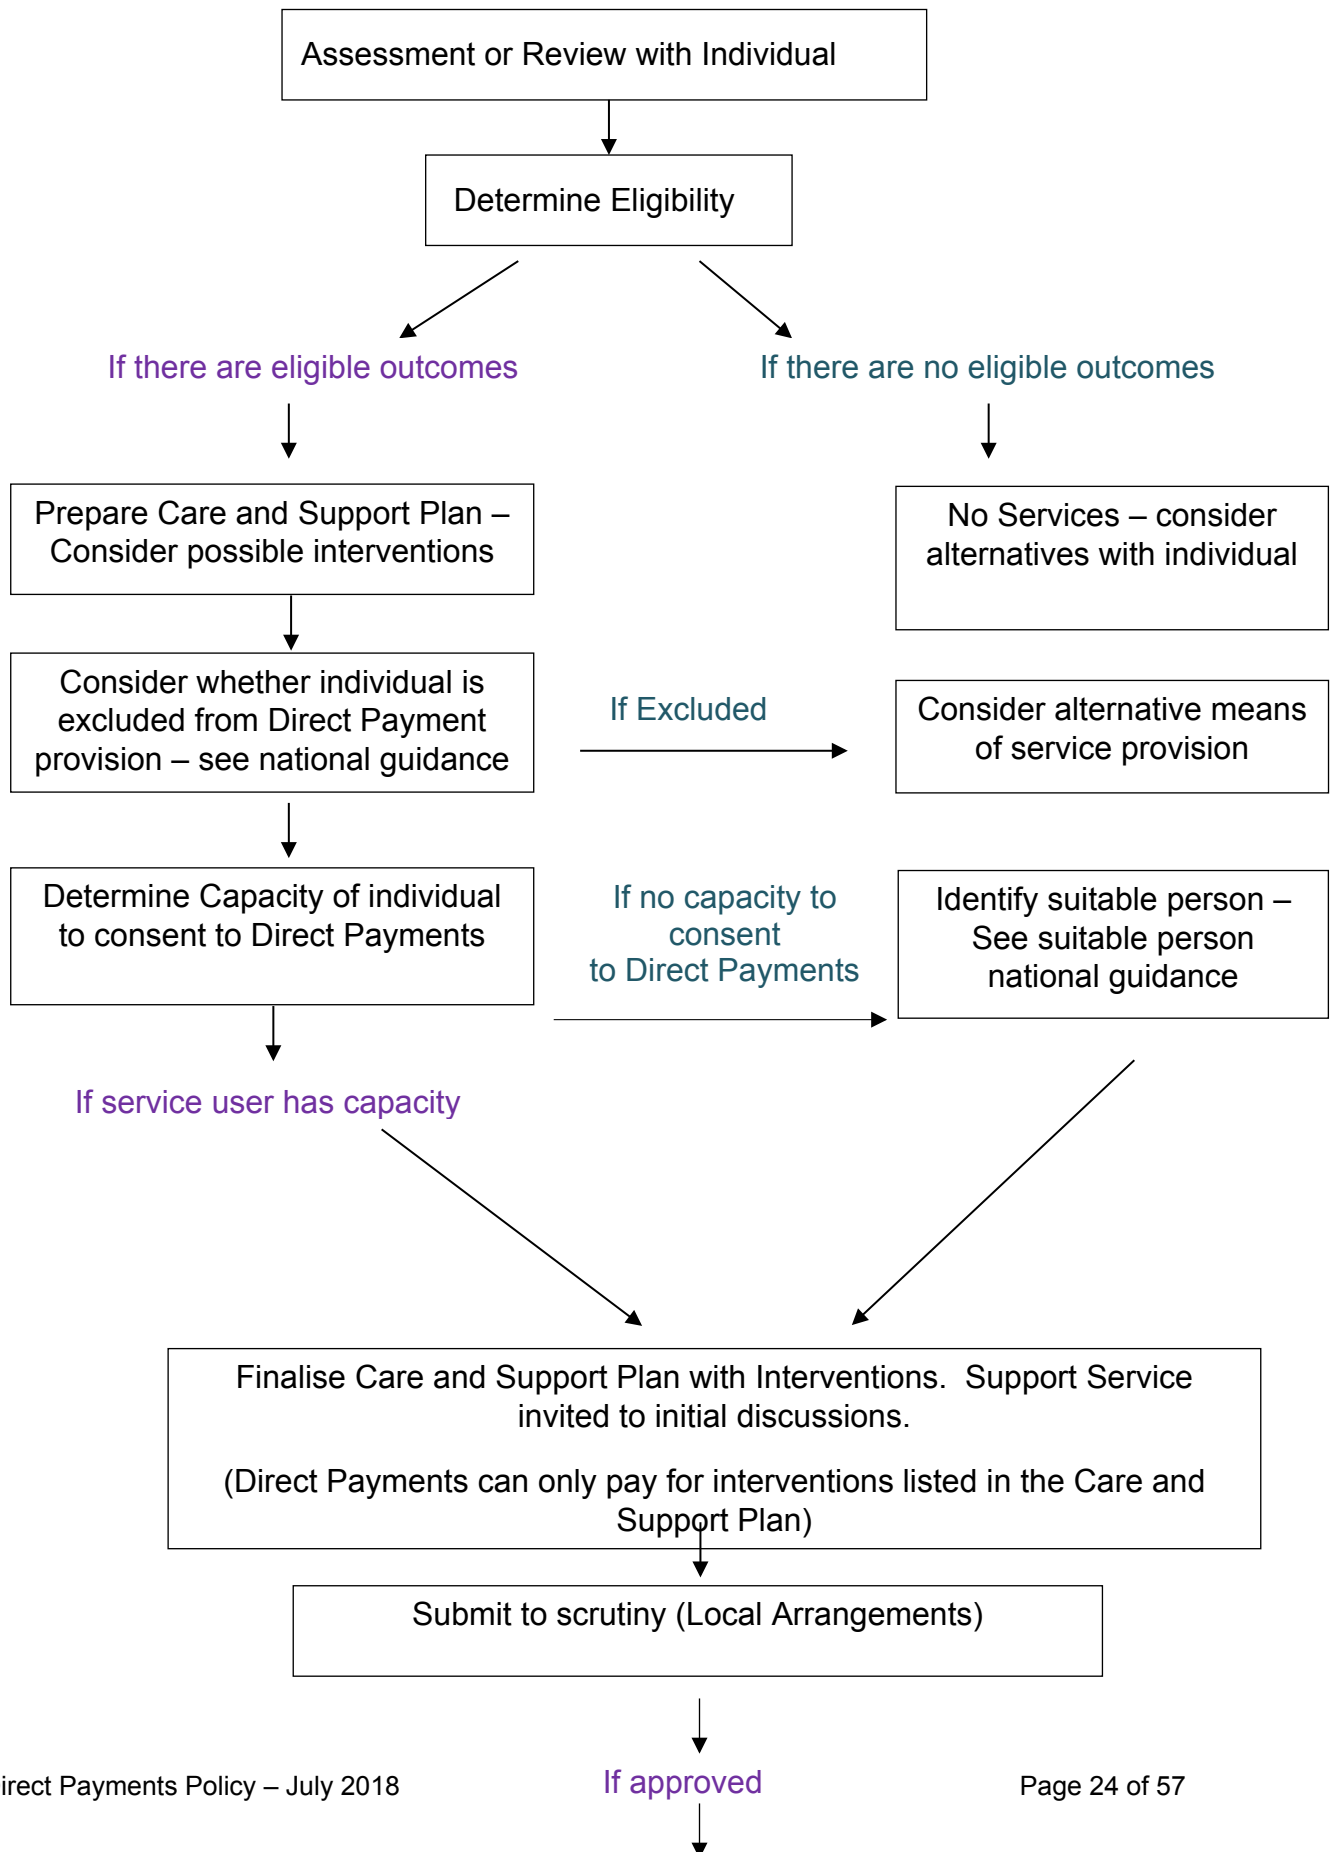 Assessment or Review with Individual
Determine Eligibility
If there are eligible outcomes
If there are no eligible outcomes
Prepare Care and Support Plan –
Consider possible interventions
No Services – consider
alternatives with individual
Consider whether individual is
excluded from Direct Payment
provision – see national guidance
If Excluded
Consider alternative means
of service provision
Determine Capacity of individual
to consent to Direct Payments
If no capacity to
consent
to Direct Payments
Identify suitable person –
See suitable person
national guidance
If service user has capacity
Finalise Care and Support Plan with Interventions.  Support Service
invited to initial discussions.
(Direct Payments can only pay for interventions listed in the Care and
Support Plan)
Submit to scrutiny (Local Arrangements)
If approved
irect Payments Policy – July 2018
Page 24 of 57